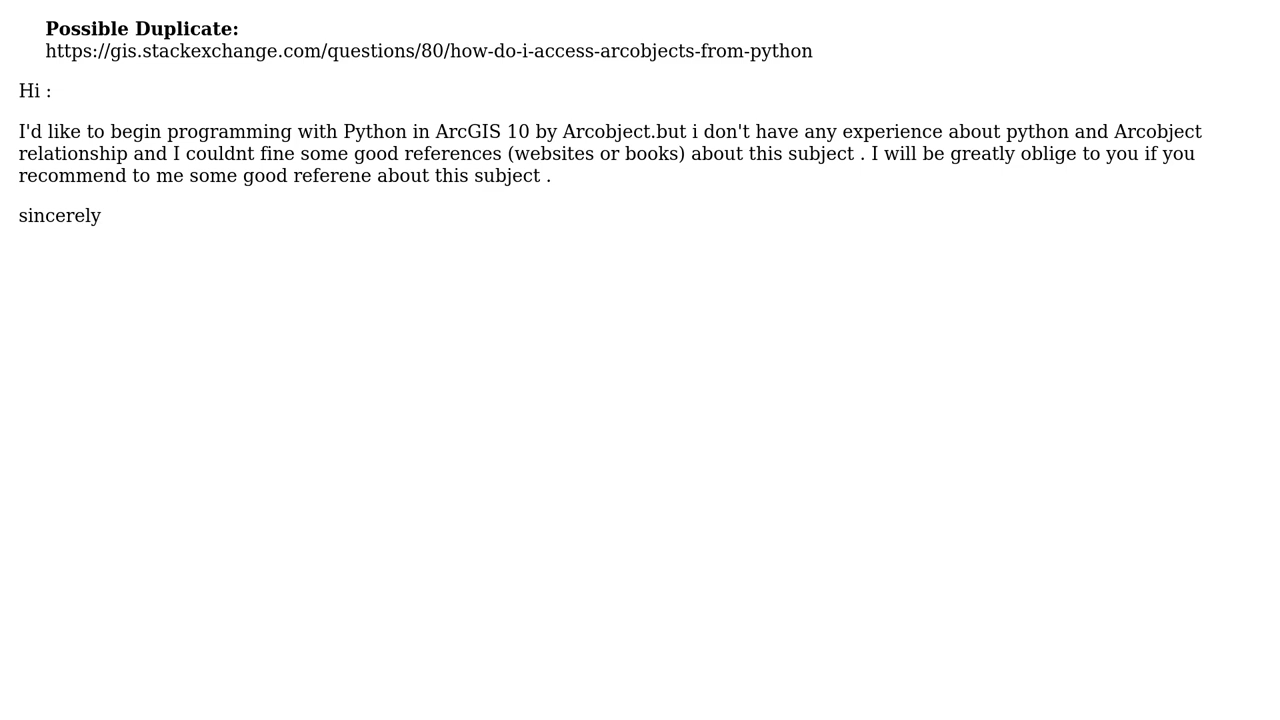 Possible Duplicate:
https://gis.stackexchange.com/questions/80/how-do-i-access-arcobjects-from-python
Hi :
I'd like to begin programming with Python in ArcGIS 10 by Arcobject.but i don't have any experience about python and Arcobject
relationship and I couldnt fine some good references (websites or books) about this subject . I will be greatly oblige to you if you
recommend to me some good referene about this subject .
sincerely